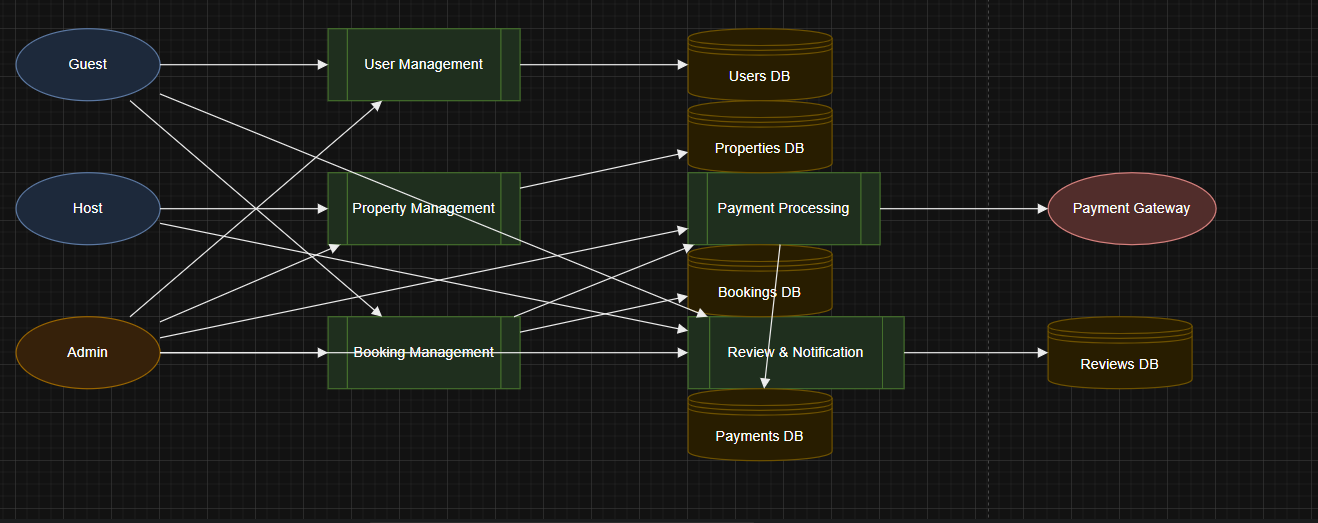 Guest
User Management
Users DB
Properties DB
Host
Property Management
Payment Processing
Payment Gateway
Bookings DB
Admin
Booking Management
Review & Notification
Reviews DB
Payments DB